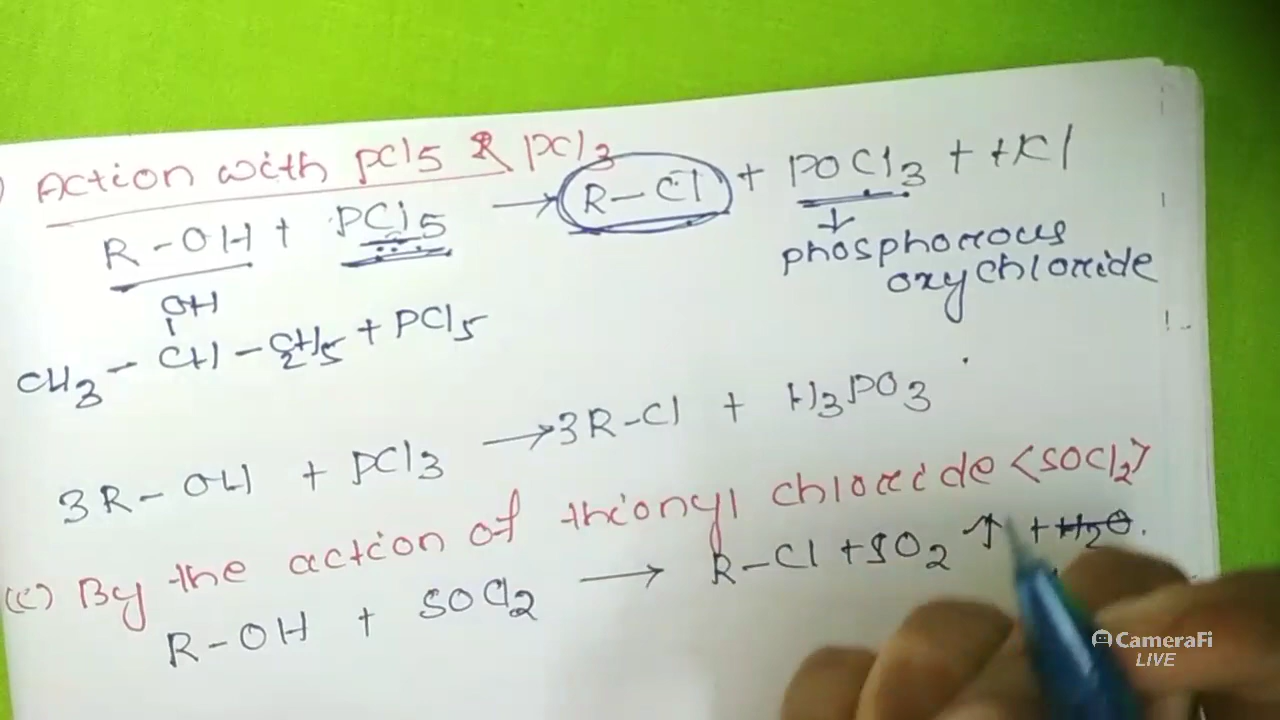 ) Action with PCl5 & PCl3
R-OH + PCl5 → R-Cl + POCl3 + HCl
phosphorous
oxychloride
OH
CH3 - CH - C2H5 + PCl5
3R-OH + PCl3 → 3R-Cl + H3PO3
(C) By the action of thionyl chloride <SOCl2>
R-OH + SOCl2 → R-Cl + SO2 ↑ + H2O.
CameraFi
LIVE